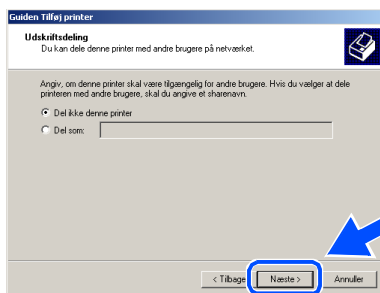 Guiden Tilføj printer
Udskriftsdeling
Du kan dele denne printer med andre brugere på netværket.
Angiv, om denne printer skal være tilgængelig for andre brugere. Hvis du vælger at dele
printeren med andre brugere, skal du angive et sharenavn.
Del ikke denne printer
Del som:
< Tilbage
Næste >
Annuller